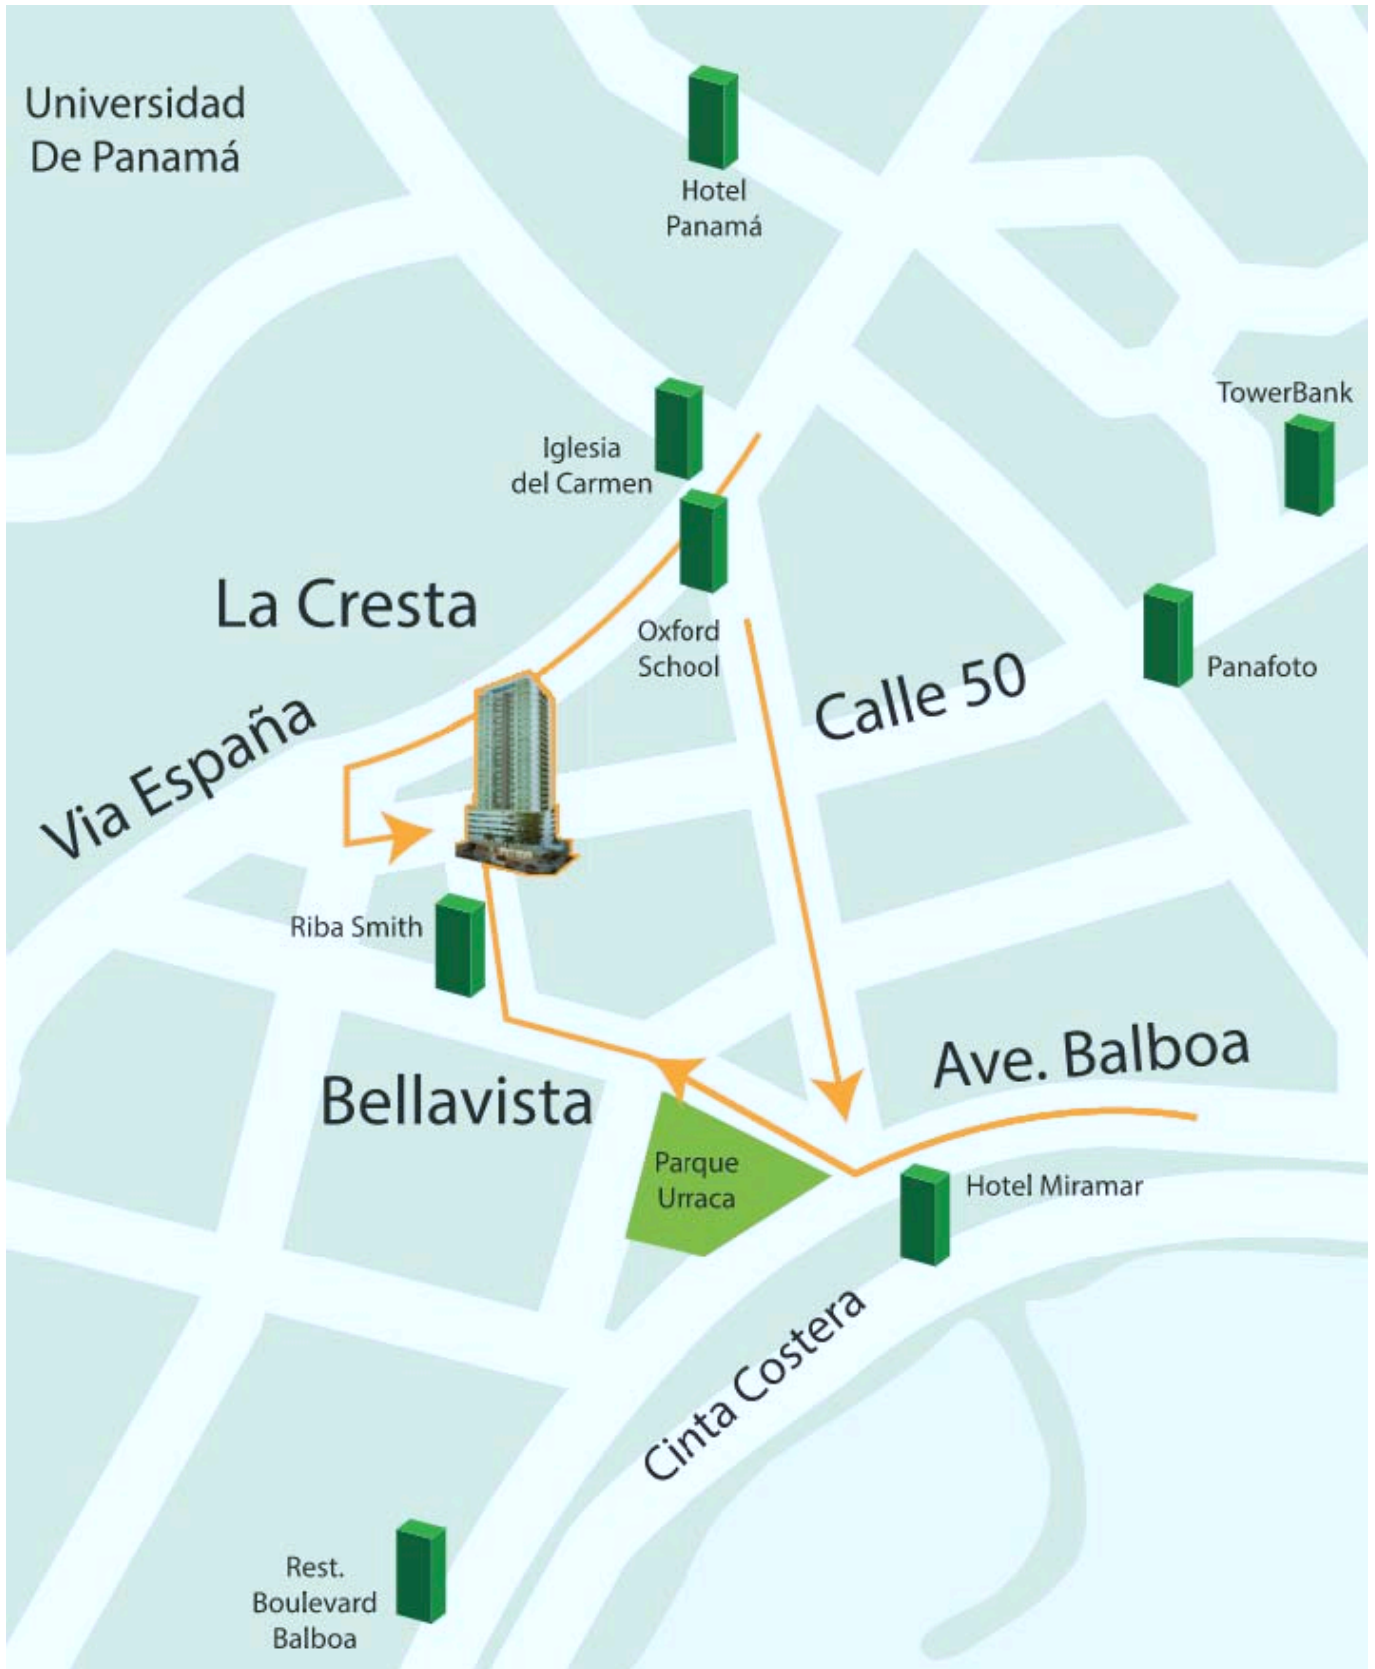 Universidad
De Panamá
Hotel
Panamá
TowerBank
Iglesia
del Carmen
La Cresta
Oxford
School
Calle 50
Panafoto
Via España
Riba Smith
Ave. Balboa
Bellavista
Parque
Urraca
Hotel Miramar
Cinta Costera
Rest.
Boulevard
Balboa